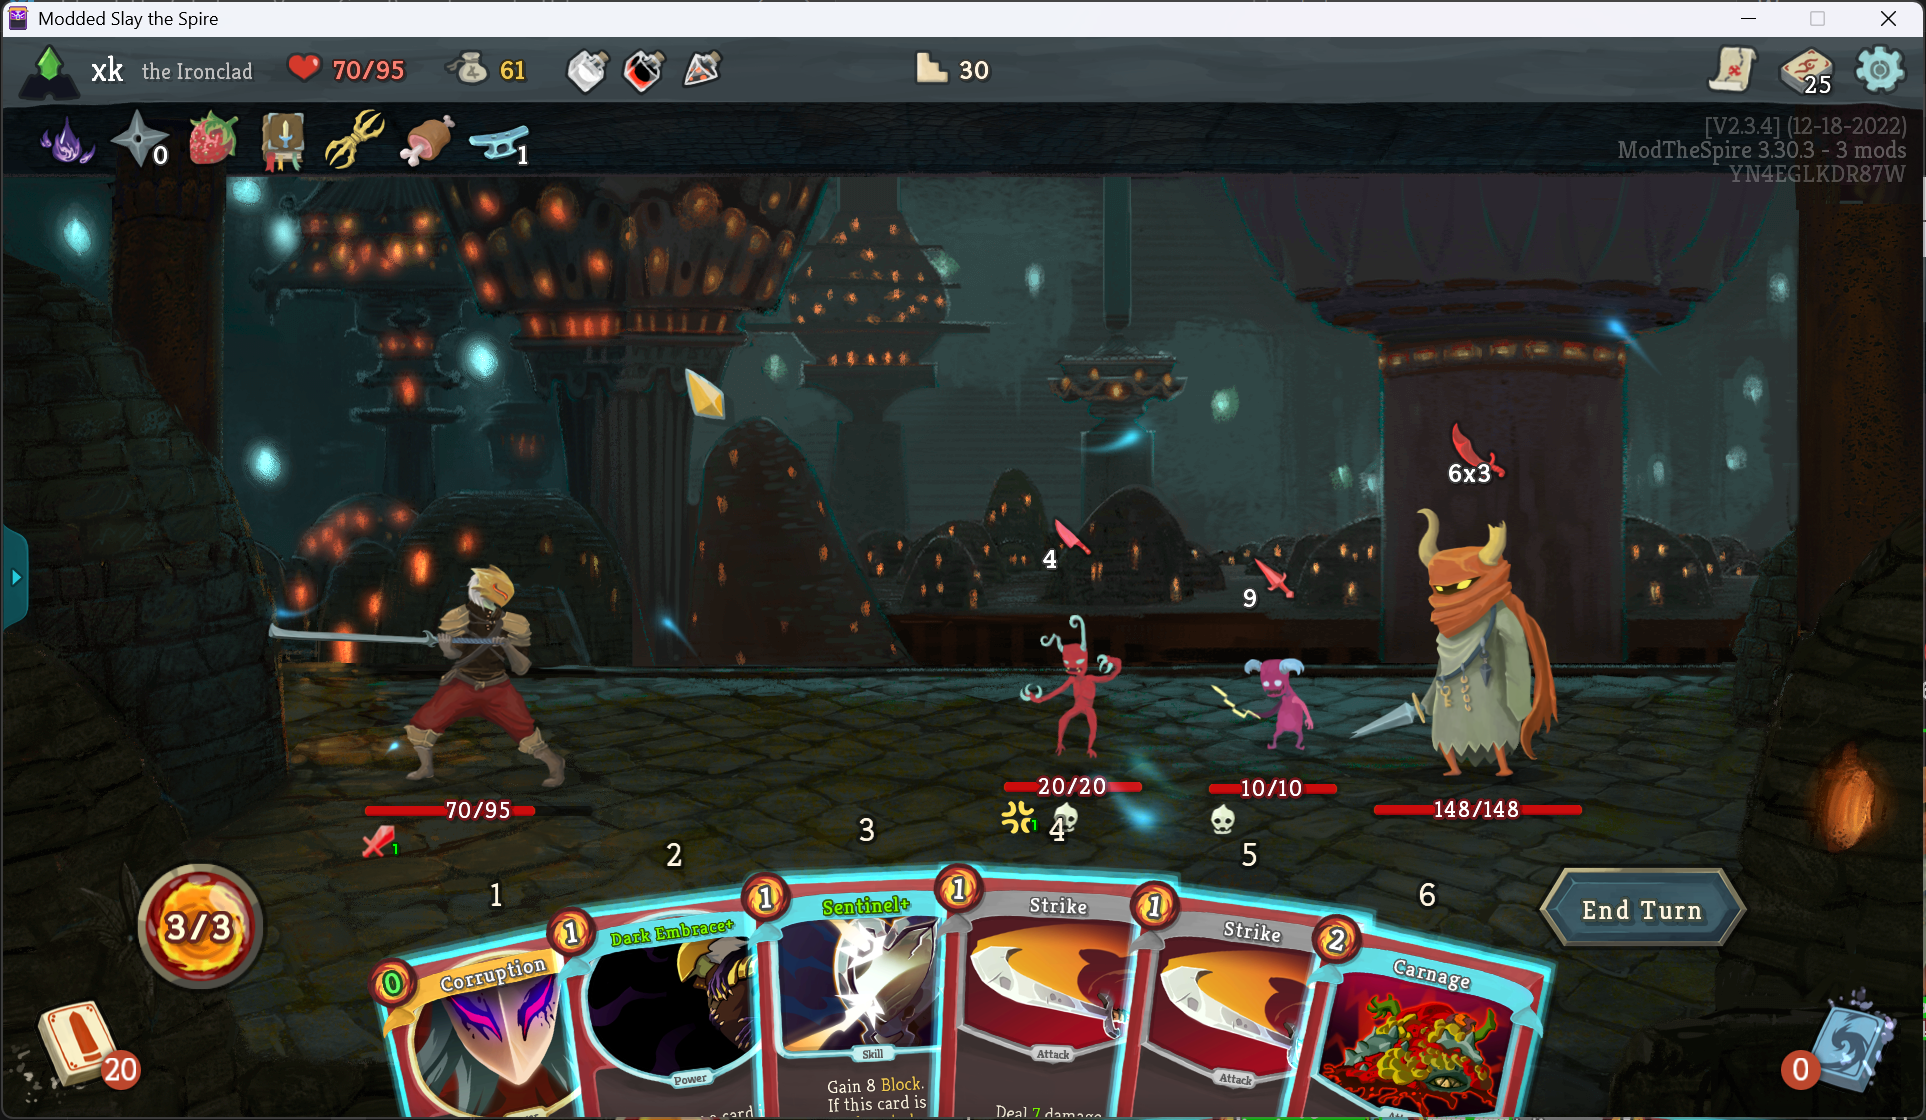 Modded Slay the Spire
xk the Ironclad 70/95 61 30 25
0 1
[V2.3.4] (12-18-2022)
ModTheSpire 3.30.3 - 3 mods
YN4EGLKDR87W
6x3
4
9
70/95
1
20/20
1
10/10
148/148
1
2
3
4
5
6
3/3
0 Corruption
1 Dark Embrace+
Power
card
1 Sentinel+
Skill
Gain 8 Block.
If this card is
1 Strike
Attack
Deal 7 damage
1 Strike
Attack
2 Carnage
End Turn
20
0